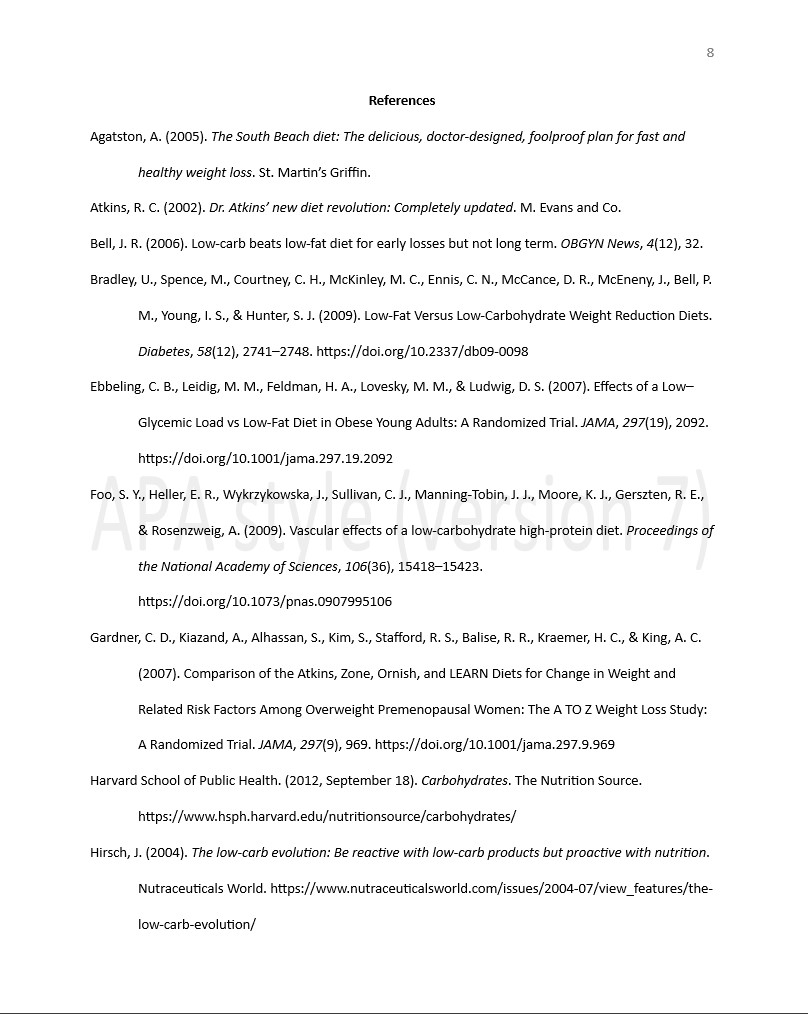 8
References
Agatston, A. (2005). The South Beach diet: The delicious, doctor-designed, foolproof plan for fast and
healthy weight loss. St. Martin’s Griffin.
Atkins, R. C. (2002). Dr. Atkins’ new diet revolution: Completely updated. M. Evans and Co.
Bell, J. R. (2006). Low-carb beats low-fat diet for early losses but not long term. OBGYN News, 4(12), 32.
Bradley, U., Spence, M., Courtney, C. H., McKinley, M. C., Ennis, C. N., McCance, D. R., McEneny, J., Bell, P.
M., Young, I. S., & Hunter, S. J. (2009). Low-Fat Versus Low-Carbohydrate Weight Reduction Diets.
Diabetes, 58(12), 2741–2748. https://doi.org/10.2337/db09-0098
Ebbeling, C. B., Leidig, M. M., Feldman, H. A., Lovesky, M. M., & Ludwig, D. S. (2007). Effects of a Low–
Glycemic Load vs Low-Fat Diet in Obese Young Adults: A Randomized Trial. JAMA, 297(19), 2092.
https://doi.org/10.1001/jama.297.19.2092
APA style (version 7)
Foo, S. Y., Heller, E. R., Wykrzykowska, J., Sullivan, C. J., Manning-Tobin, J. J., Moore, K. J., Gerszten, R. E.,
& Rosenzweig, A. (2009). Vascular effects of a low-carbohydrate high-protein diet. Proceedings of
the National Academy of Sciences, 106(36), 15418–15423.
https://doi.org/10.1073/pnas.0907995106
Gardner, C. D., Kiazand, A., Alhassan, S., Kim, S., Stafford, R. S., Balise, R. R., Kraemer, H. C., & King, A. C.
(2007). Comparison of the Atkins, Zone, Ornish, and LEARN Diets for Change in Weight and
Related Risk Factors Among Overweight Premenopausal Women: The A TO Z Weight Loss Study:
A Randomized Trial. JAMA, 297(9), 969. https://doi.org/10.1001/jama.297.9.969
Harvard School of Public Health. (2012, September 18). Carbohydrates. The Nutrition Source.
https://www.hsph.harvard.edu/nutritionsource/carbohydrates/
Hirsch, J. (2004). The low-carb evolution: Be reactive with low-carb products but proactive with nutrition.
Nutraceuticals World. https://www.nutraceuticalsworld.com/issues/2004-07/view_features/the-
low-carb-evolution/